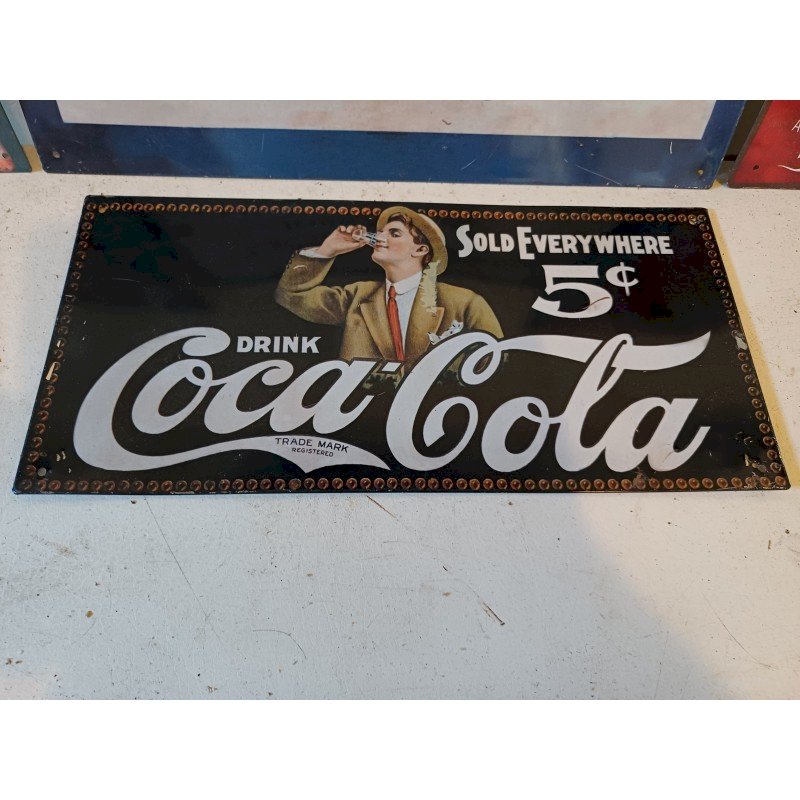 SOLD EVERYWHERE
5¢
DRINK
Coca-Cola
TRADE MARK
REGISTERED